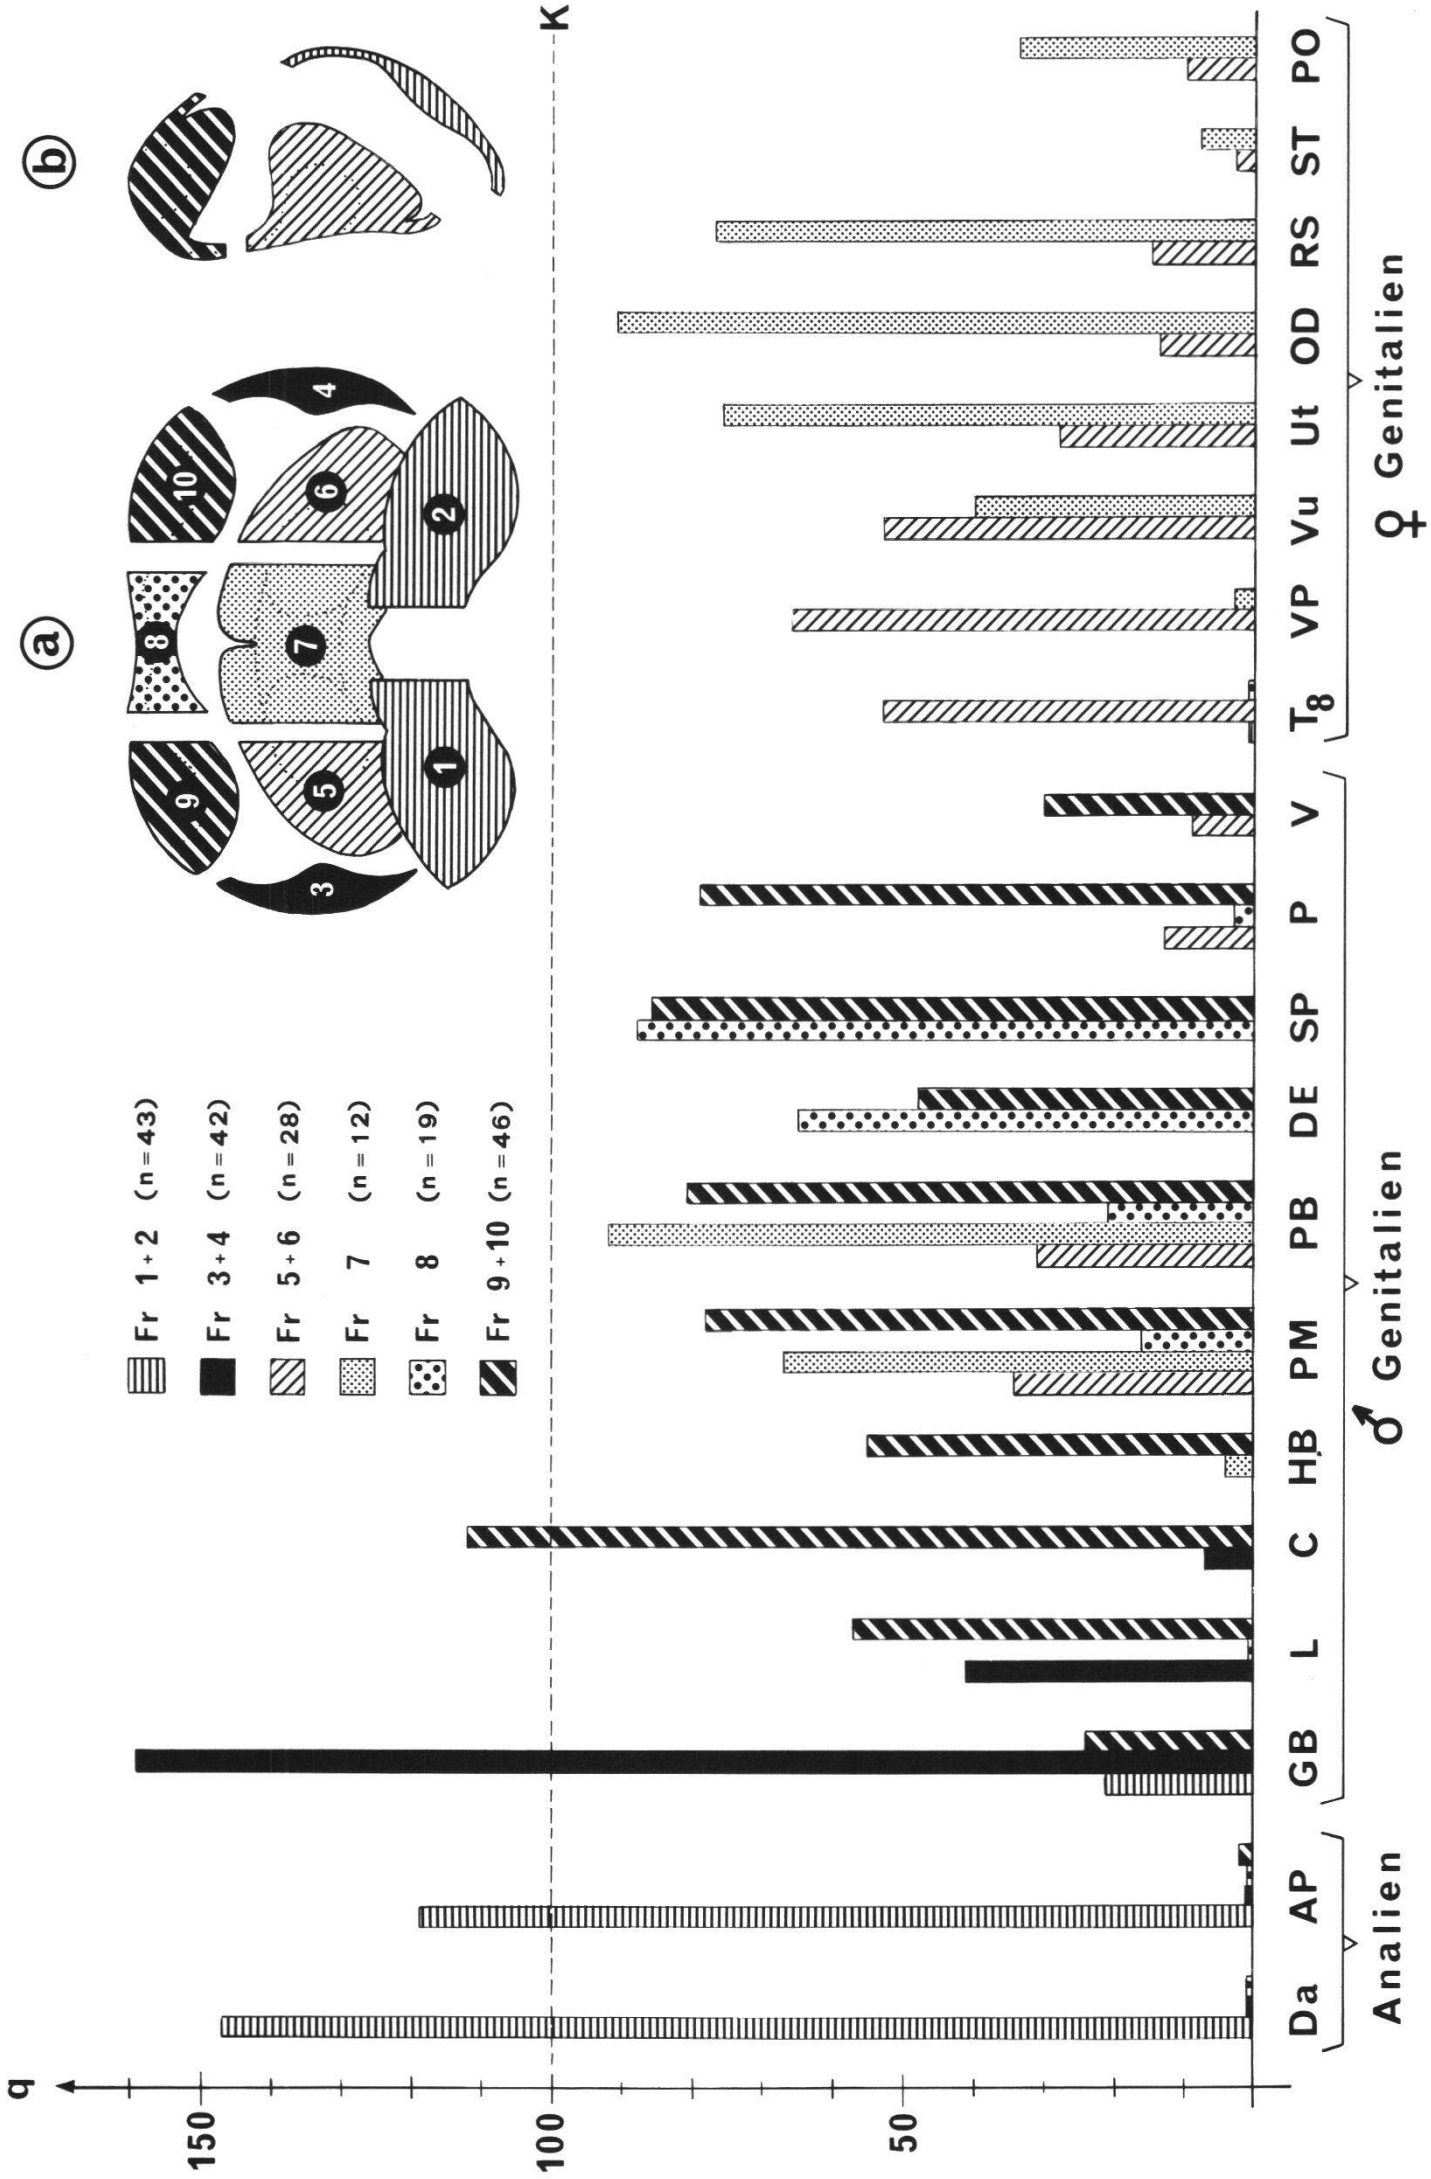 q
150
100
50
K
Fr 1+2 (n=43)
Fr 3+4 (n=42)
Fr 5+6 (n=28)
Fr 7 (n=12)
Fr 8 (n=19)
Fr 9+10 (n=46)
a
9
8
10
3
5
7
6
4
1
2
b
Da AP GB L C HB PM PB DE SP P V T8 VP Vu Ut OD RS ST PO
Analien ♂ Genitalien ♀ Genitalien